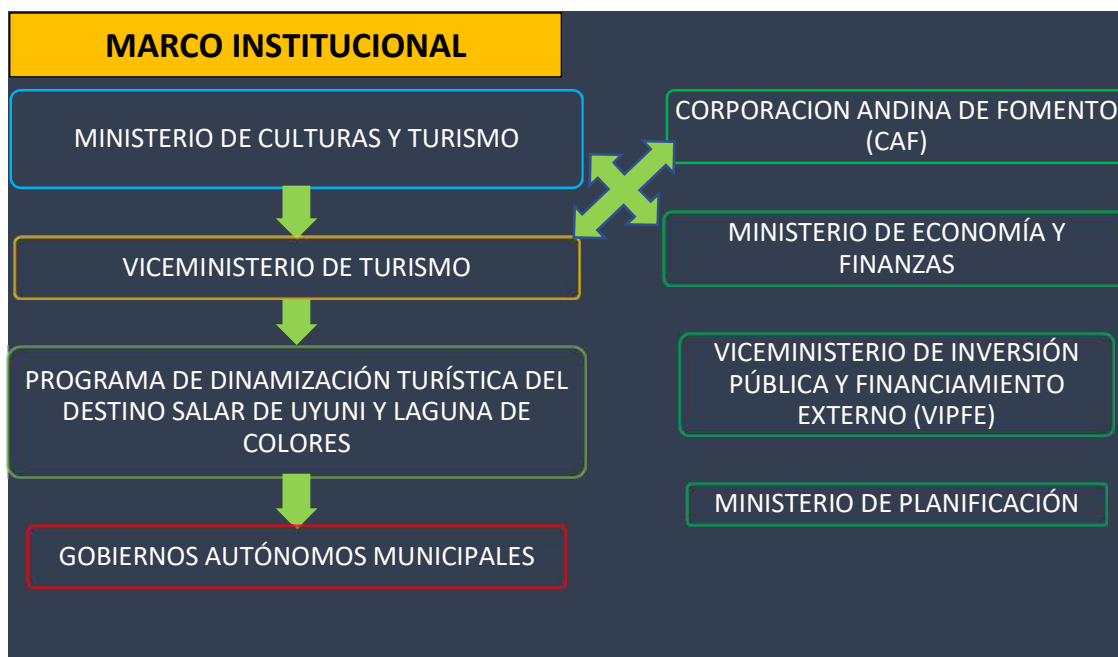 MARCO INSTITUCIONAL
MINISTERIO DE CULTURAS Y TURISMO
VICEMINISTERIO DE TURISMO
PROGRAMA DE DINAMIZACIÓN TURÍSTICA DEL
DESTINO SALAR DE UYUNI Y LAGUNA DE
COLORES
GOBIERNOS AUTÓNOMOS MUNICIPALES
CORPORACION ANDINA DE FOMENTO
(CAF)
MINISTERIO DE ECONOMÍA Y
FINANZAS
VICEMINISTERIO DE INVERSIÓN
PÚBLICA Y FINANCIAMIENTO
EXTERNO (VIPFE)
MINISTERIO DE PLANIFICACIÓN